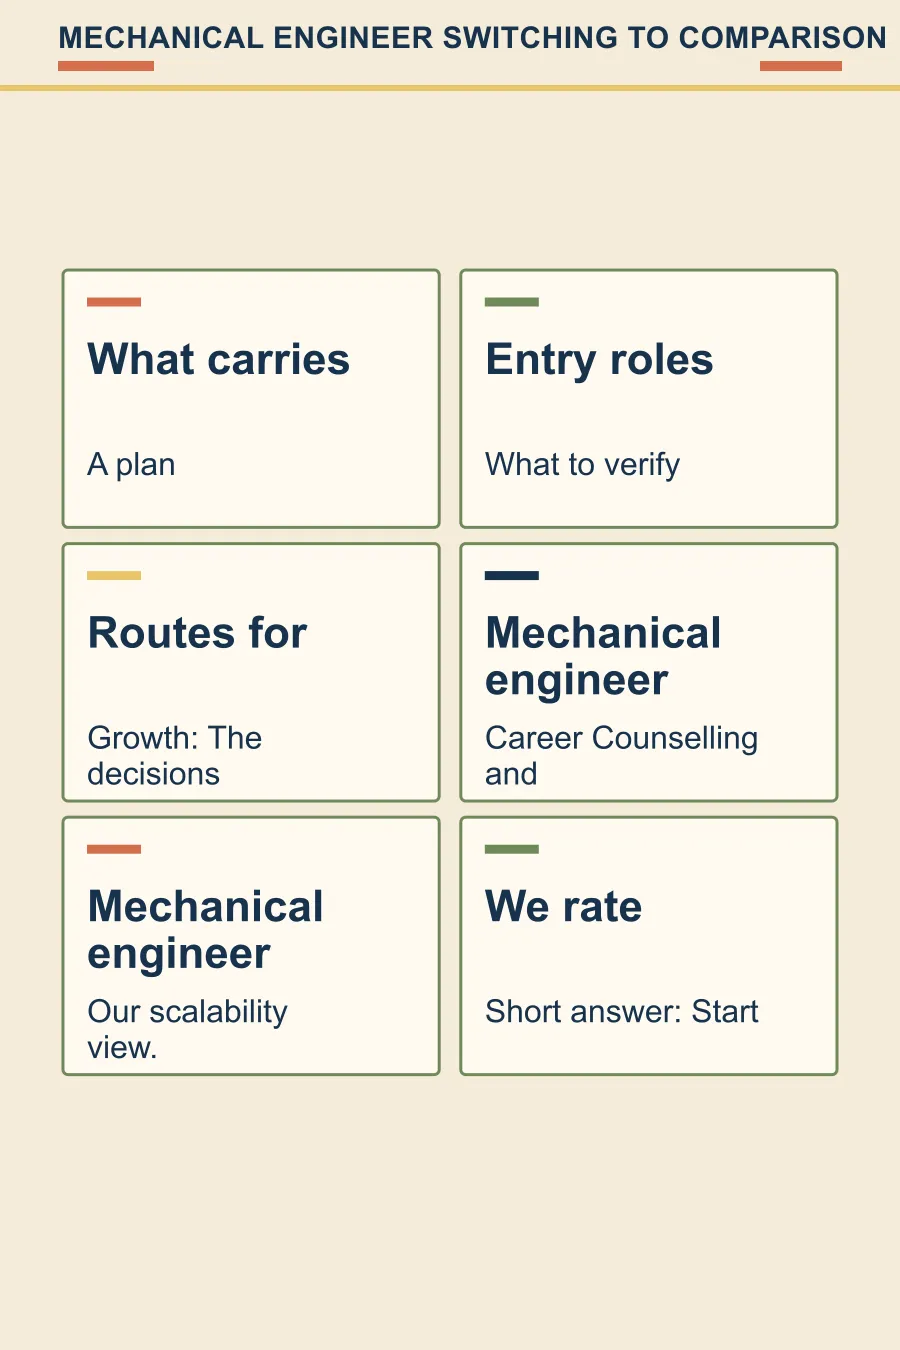 MECHANICAL ENGINEER SWITCHING TO COMPARISON
What carries
A plan
Entry roles
What to verify
Routes for
Growth: The
decisions
Mechanical
engineer
Career Counselling
and
Mechanical
engineer
Our scalability
view.
We rate
Short answer: Start